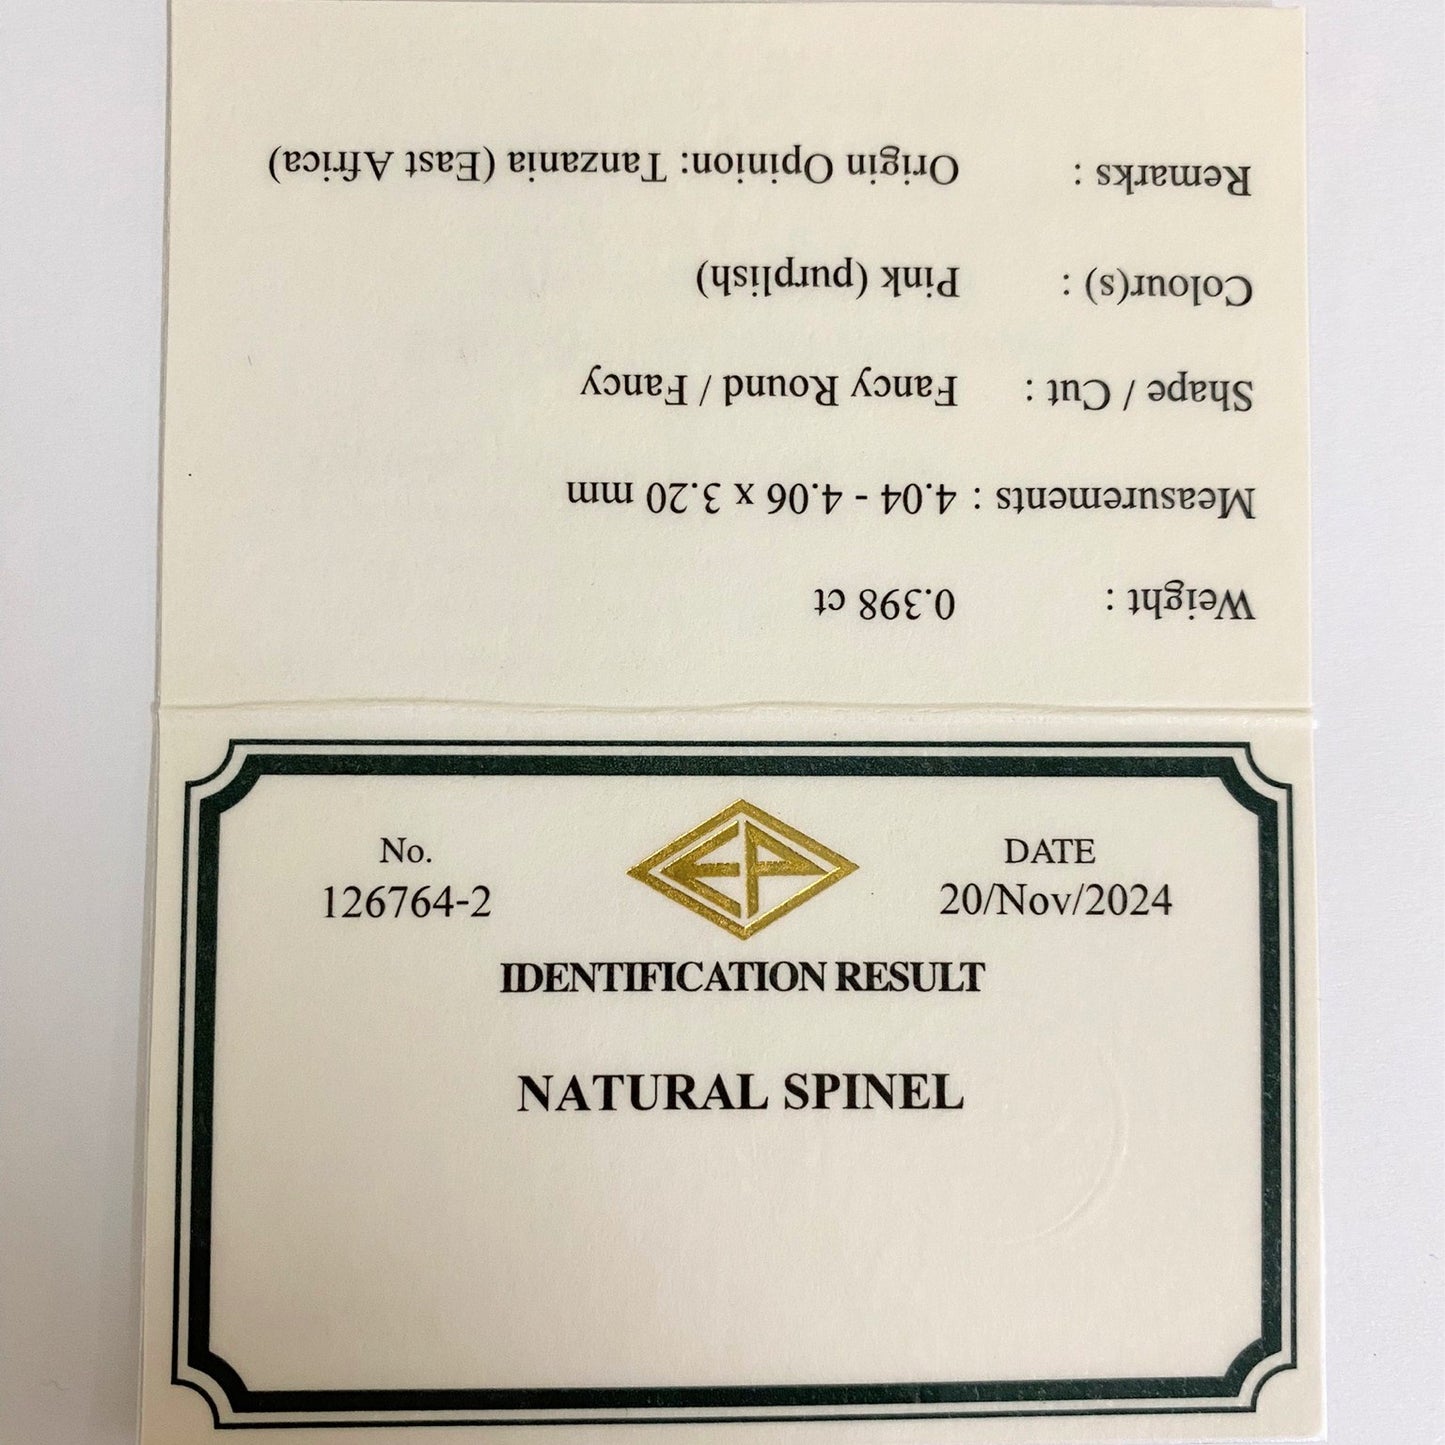 No.
126764-2
EP
DATE
20/Nov/2024
IDENTIFICATION RESULT
NATURAL SPINEL
Weight : 0.398 ct
Measurements : 4.04 - 4.06 x 3.20 mm
Shape / Cut : Fancy Round / Fancy
Colour(s) : Pink (purplish)
Remarks : Origin Opinion: Tanzania (East Africa)